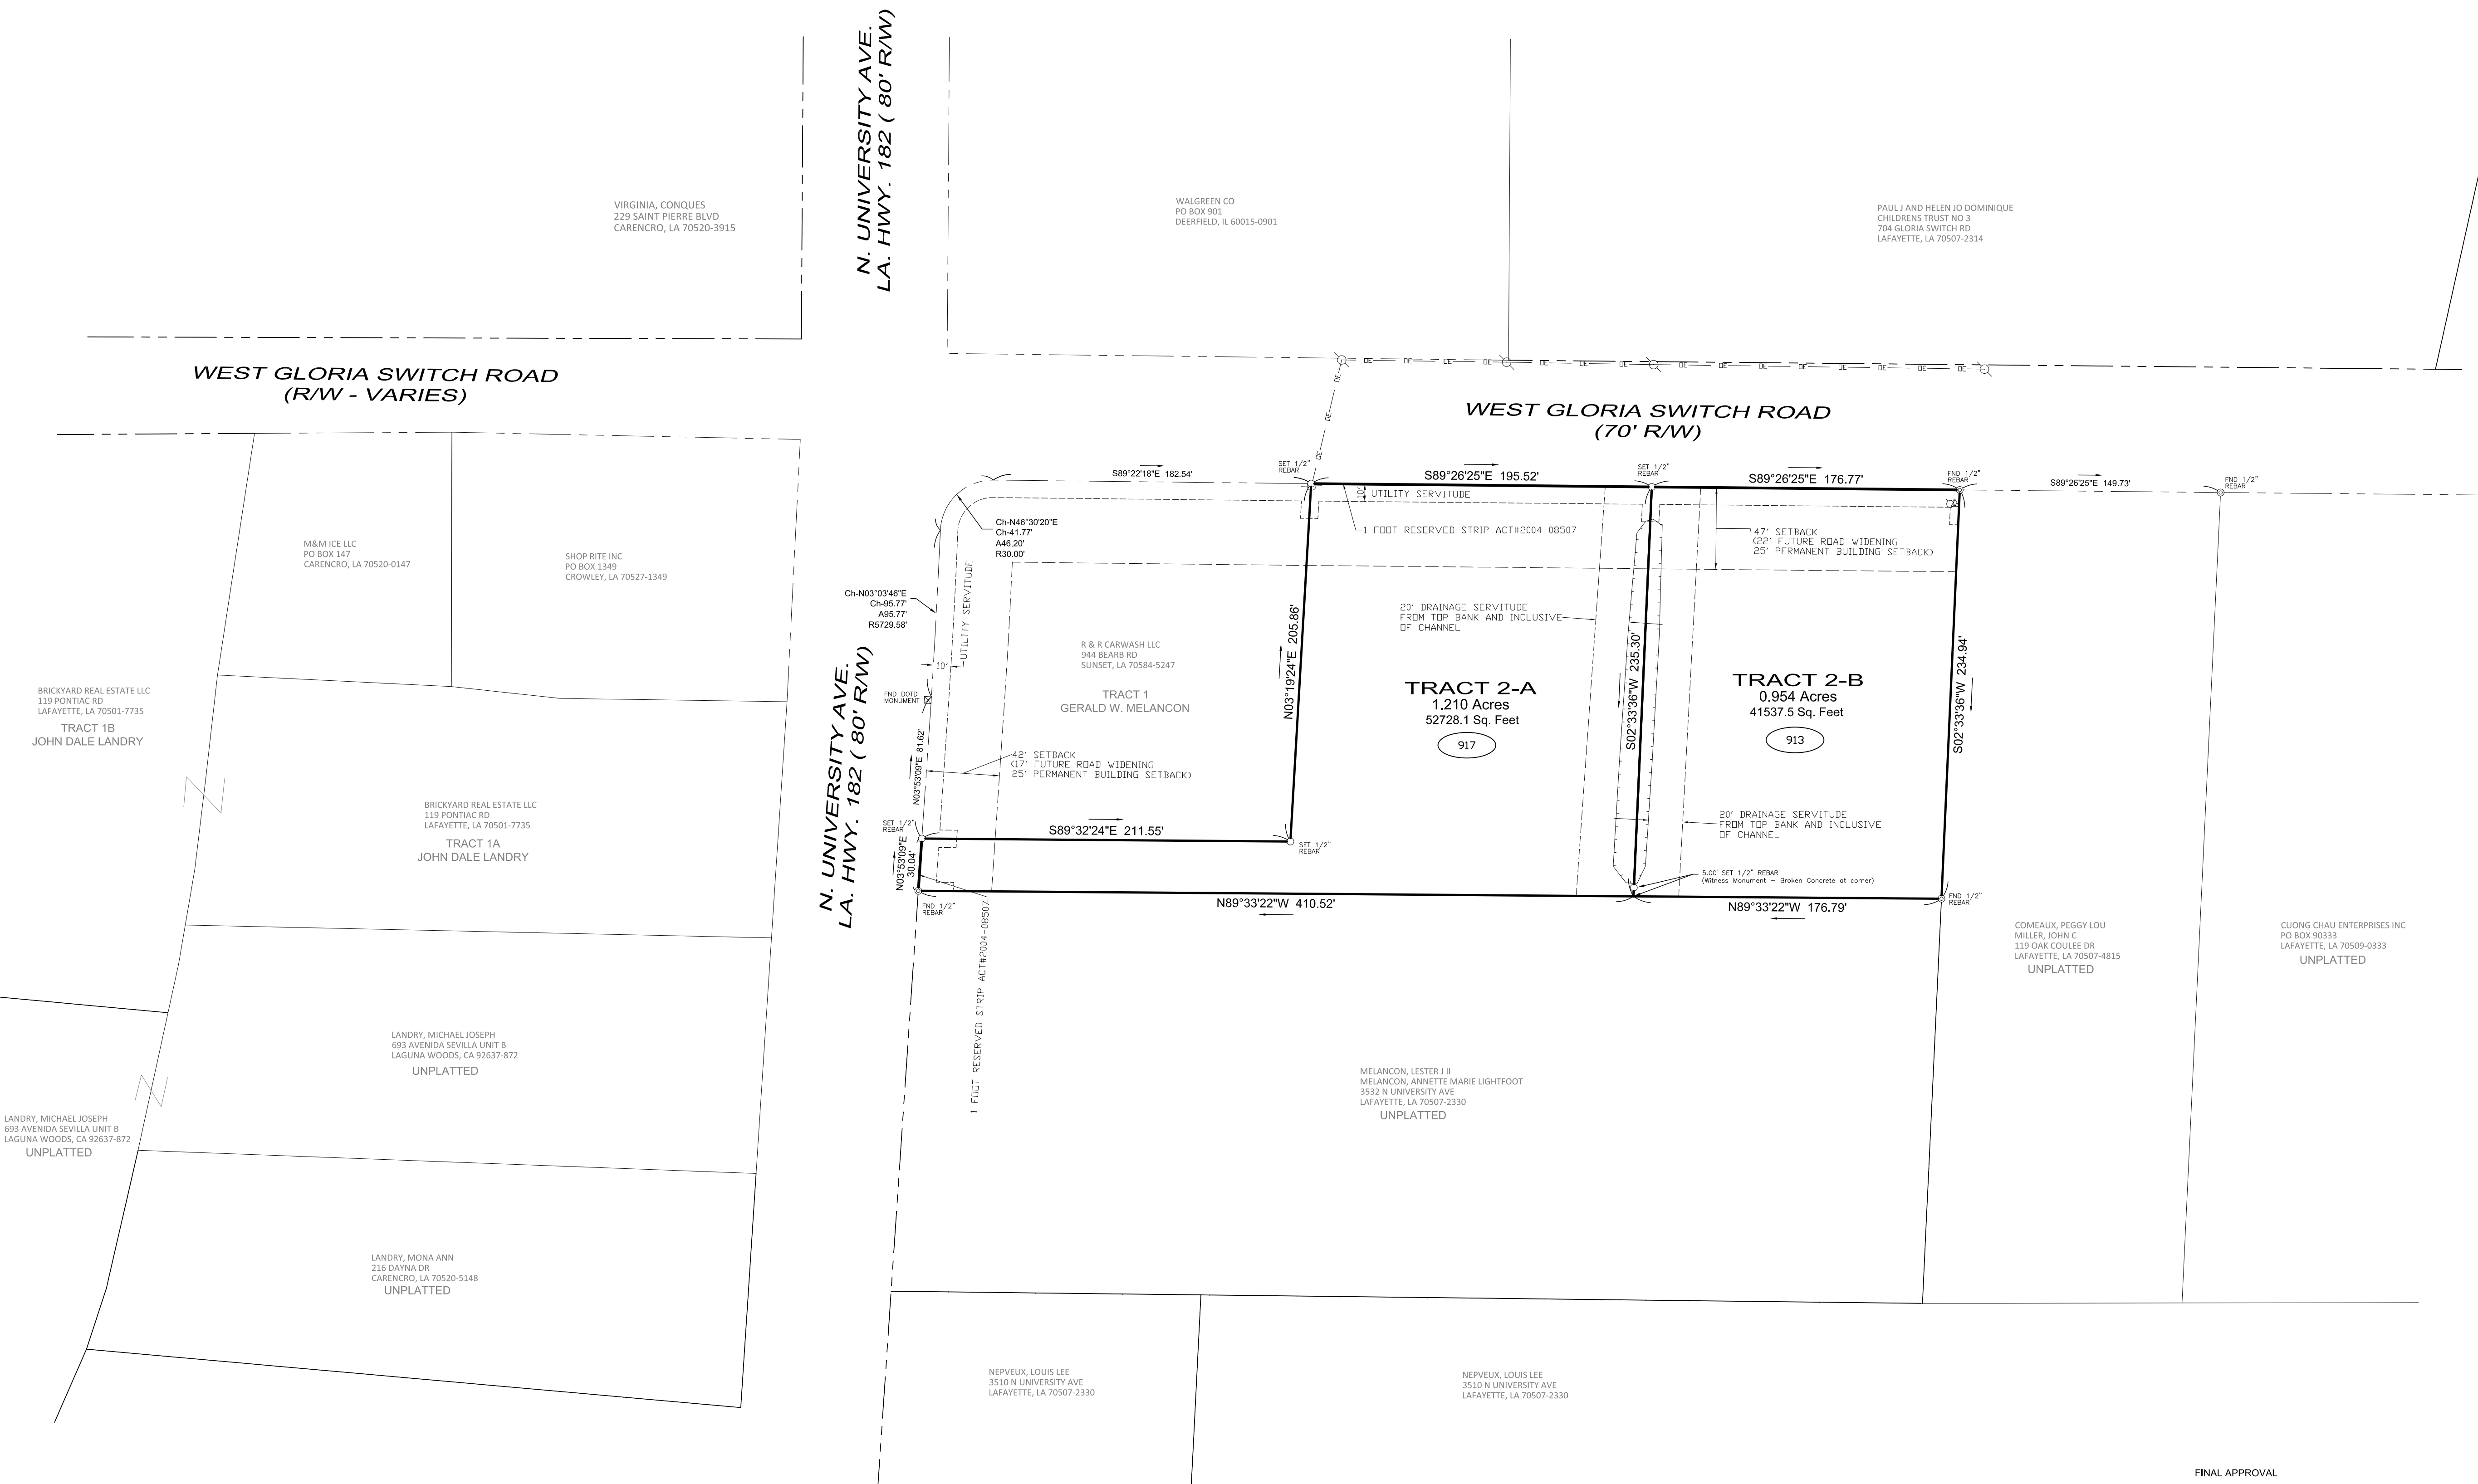 N. UNIVERSITY AVE.
LA. HWY. 182 ( 80' R/W)
VIRGINIA, CONQUES
229 SAINT PIERRE BLVD
CARENCRO, LA 70520-3915
WALGREEN CO
PO BOX 901
DEERFIELD, IL 60015-0901
PAUL J AND HELEN JO DOMINIQUE
CHILDRENS TRUST NO 3
704 GLORIA SWITCH RD
LAFAYETTE, LA 70507-2314
WEST GLORIA SWITCH ROAD
(R/W - VARIES)
OE OE OE OE OE OE OE OE OE OE OE OE OE OE
OE
OE
OE
WEST GLORIA SWITCH ROAD
(70' R/W)
S89°22'18"E 182.54'
SET 1/2"
REBAR
S89°26'25"E 195.52'
SET 1/2"
REBAR
S89°26'25"E 176.77'
FND 1/2"
REBAR
S89°26'25"E 149.73'
FND 1/2"
REBAR
10'
UTILITY SERVITUDE
1 FOOT RESERVED STRIP ACT#2004-08507
47' SETBACK
(22' FUTURE ROAD WIDENING
25' PERMANENT BUILDING SETBACK)
Ch-N46°30'20"E
Ch-41.77'
A46.20'
R30.00'
M&M ICE LLC
PO BOX 147
CARENCRO, LA 70520-0147
SHOP RITE INC
PO BOX 1349
CROWLEY, LA 70527-1349
Ch-N03°03'46"E
Ch-95.77'
A95.77'
R5729.58'
UTILITY SERVITUDE
10'
20' DRAINAGE SERVITUDE
FROM TOP BANK AND INCLUSIVE
OF CHANNEL
R & R CARWASH LLC
944 BEARB RD
SUNSET, LA 70584-5247
TRACT 1
GERALD W. MELANCON
N03°19'24"E 205.86'
TRACT 2-A
1.210 Acres
52728.1 Sq. Feet
917
S02°33'36"W 235.30'
TRACT 2-B
0.954 Acres
41537.5 Sq. Feet
913
S02°33'36"W 234.94'
BRICKYARD REAL ESTATE LLC
119 PONTIAC RD
LAFAYETTE, LA 70501-7735
TRACT 1B
JOHN DALE LANDRY
N. UNIVERSITY AVE.
LA. HWY. 182 ( 80' R/W)
FND DOTD
MONUMENT
N03°53'09"E 81.62'
42' SETBACK
(17' FUTURE ROAD WIDENING
25' PERMANENT BUILDING SETBACK)
BRICKYARD REAL ESTATE LLC
119 PONTIAC RD
LAFAYETTE, LA 70501-7735
TRACT 1A
JOHN DALE LANDRY
SET 1/2"
REBAR
S89°32'24"E 211.55'
SET 1/2"
REBAR
20' DRAINAGE SERVITUDE
FROM TOP BANK AND INCLUSIVE
OF CHANNEL
N03°53'09"E
30.04'
5.00' SET 1/2" REBAR
(Witness Monument - Broken Concrete at corner)
FND 1/2"
REBAR
N89°33'22"W 410.52'
N89°33'22"W 176.79'
FND 1/2"
REBAR
1 FOOT RESERVED STRIP ACT#2004-08507
COMEAUX, PEGGY LOU
MILLER, JOHN C
119 OAK COULEE DR
LAFAYETTE, LA 70507-4815
UNPLATTED
CUONG CHAU ENTERPRISES INC
PO BOX 90333
LAFAYETTE, LA 70509-0333
UNPLATTED
LANDRY, MICHAEL JOSEPH
693 AVENIDA SEVILLA UNIT B
LAGUNA WOODS, CA 92637-872
UNPLATTED
MELANCON, LESTER J II
MELANCON, ANNETTE MARIE LIGHTFOOT
3532 N UNIVERSITY AVE
LAFAYETTE, LA 70507-2330
UNPLATTED
LANDRY, MICHAEL JOSEPH
693 AVENIDA SEVILLA UNIT B
LAGUNA WOODS, CA 92637-872
UNPLATTED
LANDRY, MONA ANN
216 DAYNA DR
CARENCRO, LA 70520-5148
UNPLATTED
NEPVEUX, LOUIS LEE
3510 N UNIVERSITY AVE
LAFAYETTE, LA 70507-2330
NEPVEUX, LOUIS LEE
3510 N UNIVERSITY AVE
LAFAYETTE, LA 70507-2330
FINAL APPROVAL